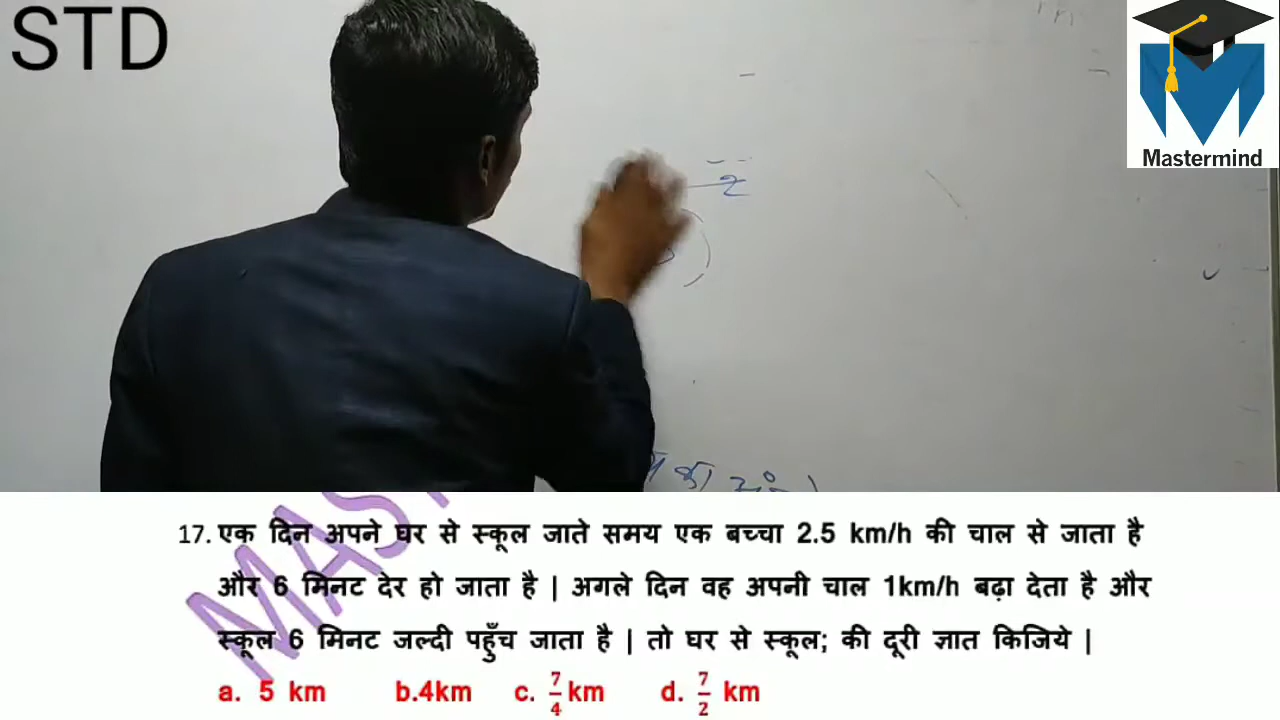 STD
Mastermind
2
का
17. एक दिन अपने घर से स्कूल जाते समय एक बच्चा 2.5 km/h की चाल से जाता है
और 6 मिनट देर हो जाता है | अगले दिन वह अपनी चाल 1km/h बढ़ा देता है और
स्कूल 6 मिनट जल्दी पहुँच जाता है | तो घर से स्कूल; की दूरी ज्ञात किजिये |
a. 5 km b.4km c. 7/4 km d. 7/2 km